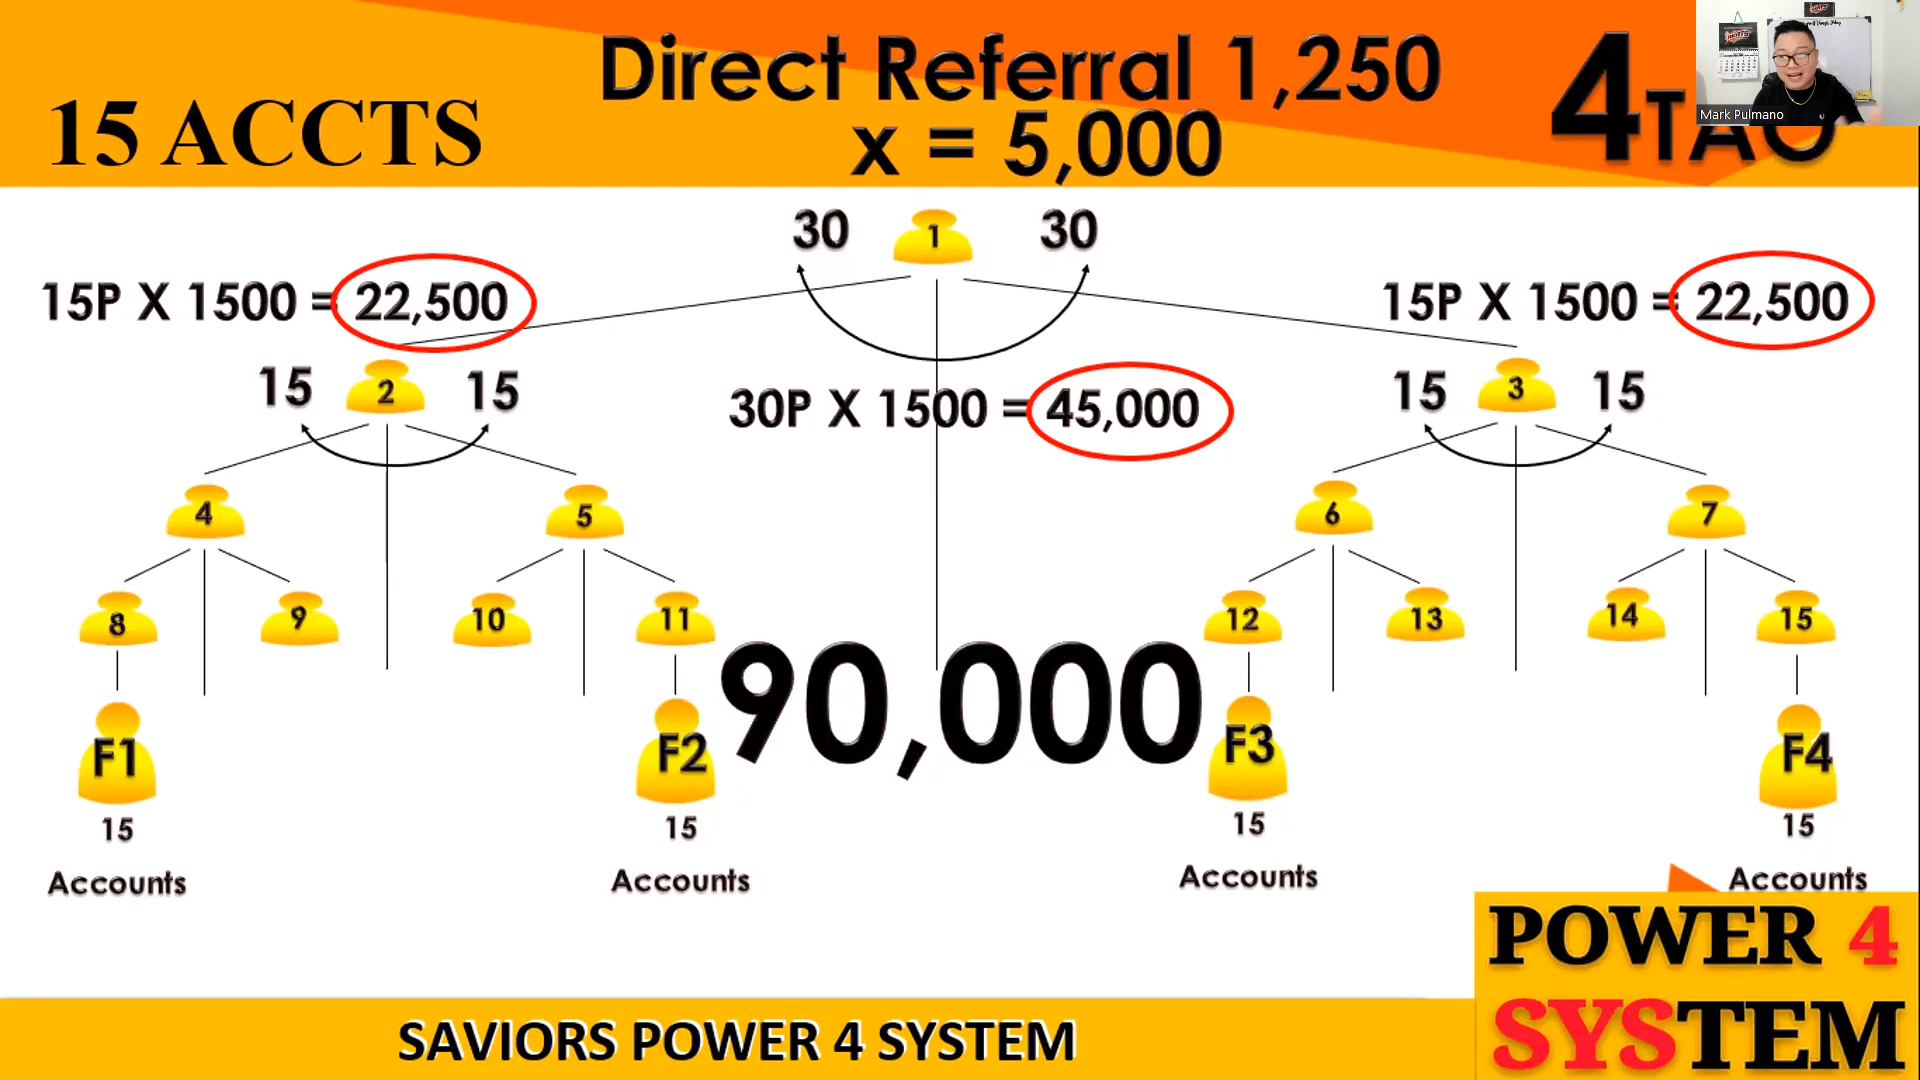 15 ACCTS
Direct Referral 1,250
x = 5,000
4TAO
Mark Pulmano
30
1
30
15P X 1500 = 22,500
15P X 1500 = 22,500
15
2
15
30P X 1500 = 45,000
15
3
15
4
5
6
7
8
9
10
11
12
13
14
15
90,000
F1
F2
F3
F4
15
15
15
15
Accounts
Accounts
Accounts
Accounts
POWER 4
SYSTEM
SAVIORS POWER 4 SYSTEM